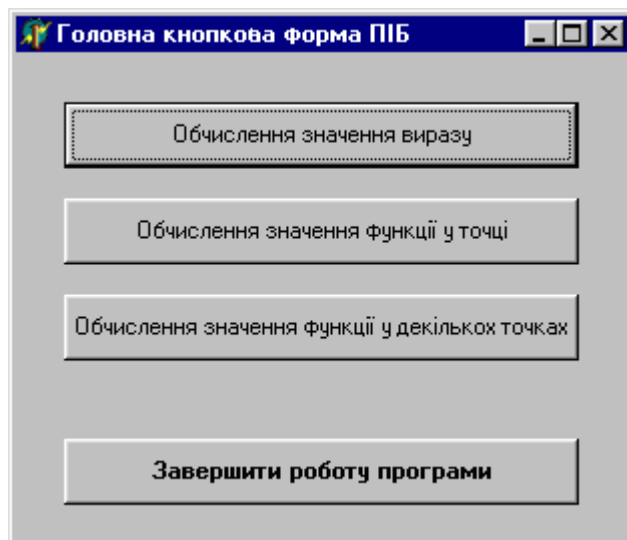 Головна кнопкова форма ПІБ
Обчислення значення виразу
Обчислення значення функції у точці
Обчислення значення функції у декількох точках
Завершити роботу програми